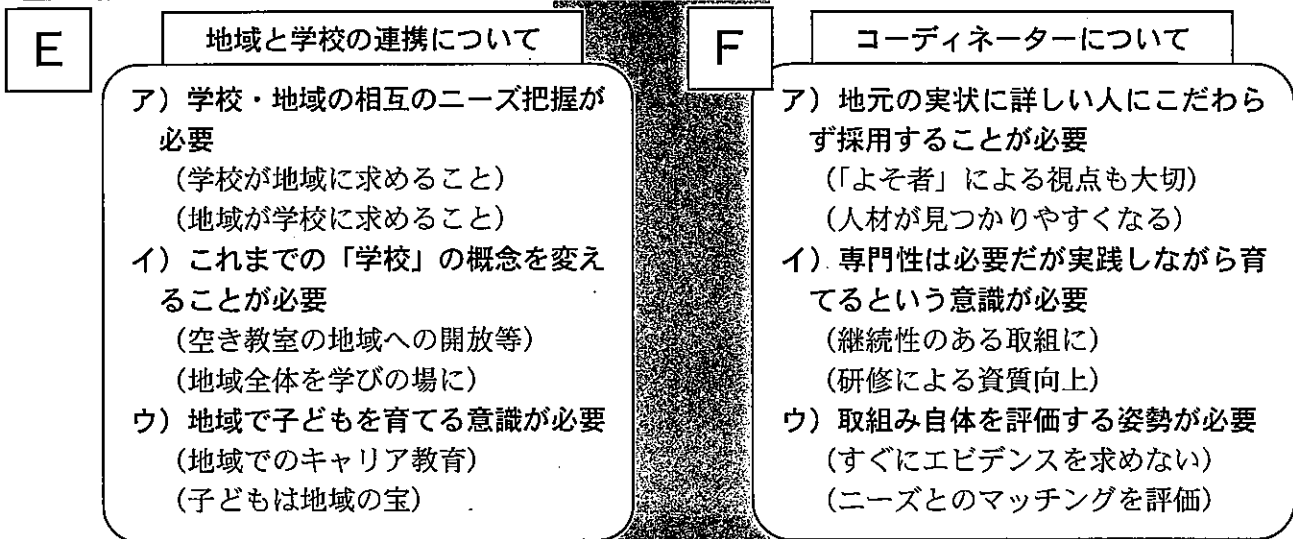 E
地域と学校の連携について
ア）学校・地域の相互のニーズ把握が
必要
（学校が地域に求めること）
（地域が学校に求めること）
イ）これまでの「学校」の概念を変え
ることが必要
（空き教室の地域への開放等）
（地域全体を学びの場に）
ウ）地域で子どもを育てる意識が必要
（地域でのキャリア教育）
（子どもは地域の宝）
F
コーディネーターについて
ア）地元の実状に詳しい人にこだわら
ず採用することが必要
（「よそ者」による視点も大切）
（人材が見つかりやすくなる）
イ）専門性は必要だが実践しながら育
てるという意識が必要
（継続性のある取組に）
（研修による資質向上）
ウ）取組み自体を評価する姿勢が必要
（すぐにエビデンスを求めない）
（ニーズとのマッチングを評価）